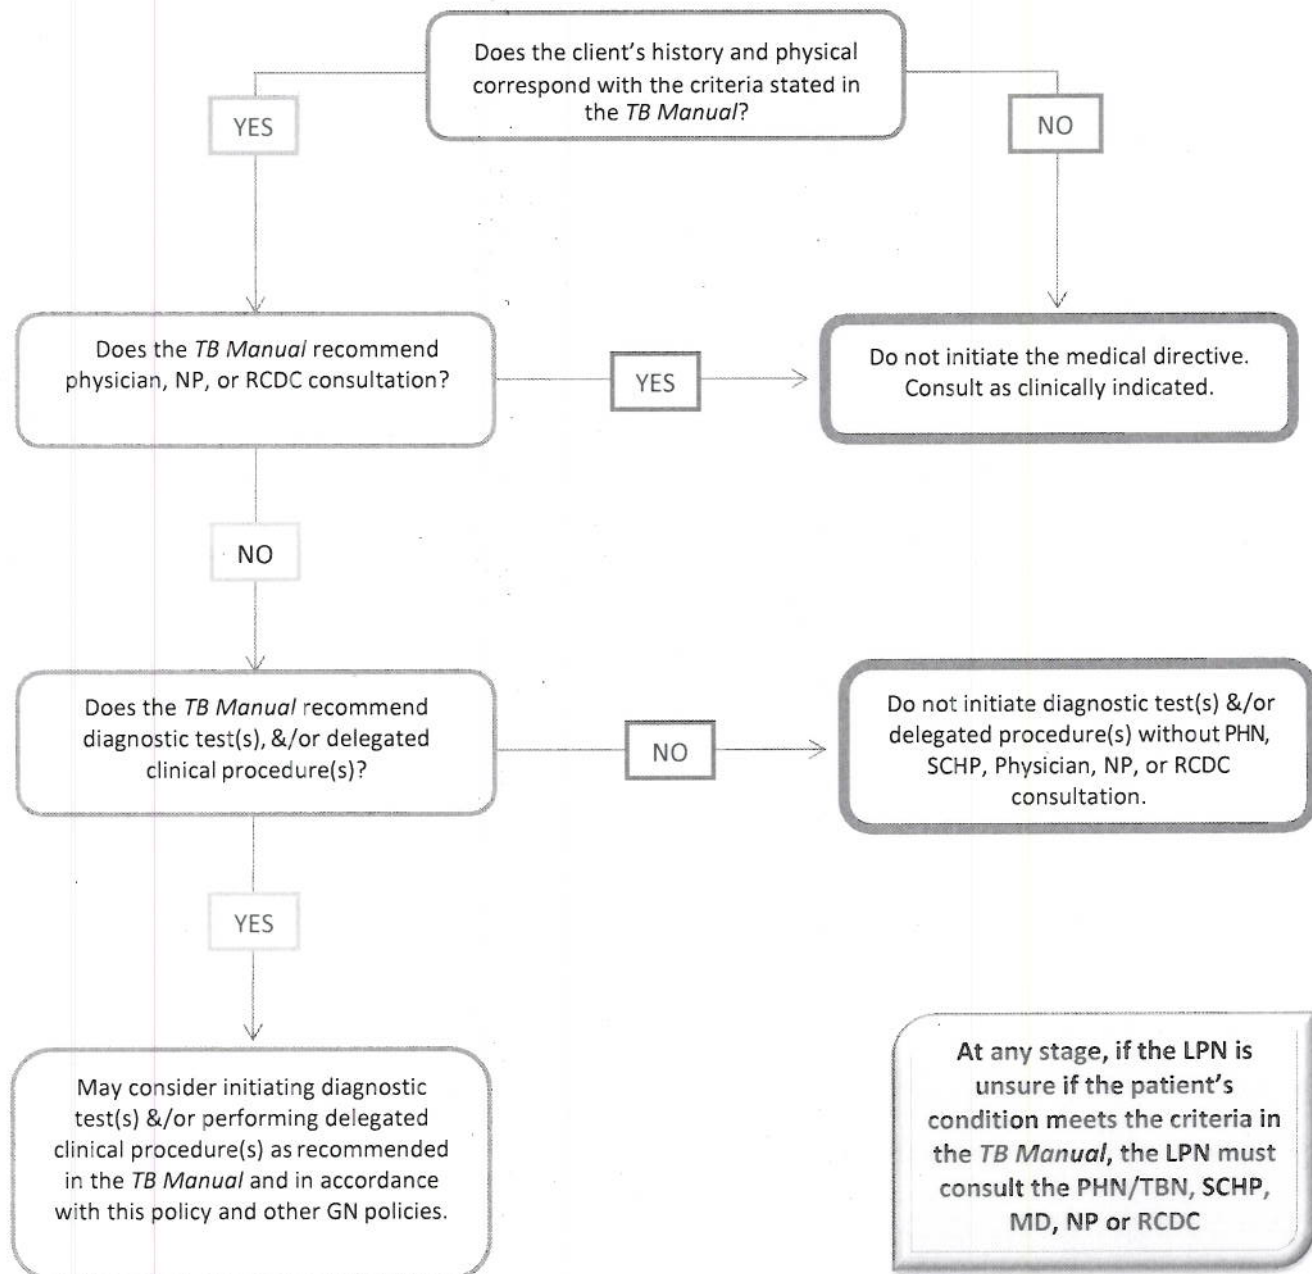 Does the client's history and physical
correspond with the criteria stated in
the TB Manual?
YES
NO
Does the TB Manual recommend
physician, NP, or RCDC consultation?
YES
Do not initiate the medical directive.
Consult as clinically indicated.
NO
Does the TB Manual recommend
diagnostic test(s), &/or delegated
clinical procedure(s)?
NO
Do not initiate diagnostic test(s) &/or
delegated procedure(s) without PHN,
SCHP, Physician, NP, or RCDC
consultation.
YES
May consider initiating diagnostic
test(s) &/or performing delegated
clinical procedure(s) as recommended
in the TB Manual and in accordance
with this policy and other GN policies.
At any stage, if the LPN is
unsure if the patient's
condition meets the criteria in
the TB Manual, the LPN must
consult the PHN/TBN, SCHP,
MD, NP or RCDC